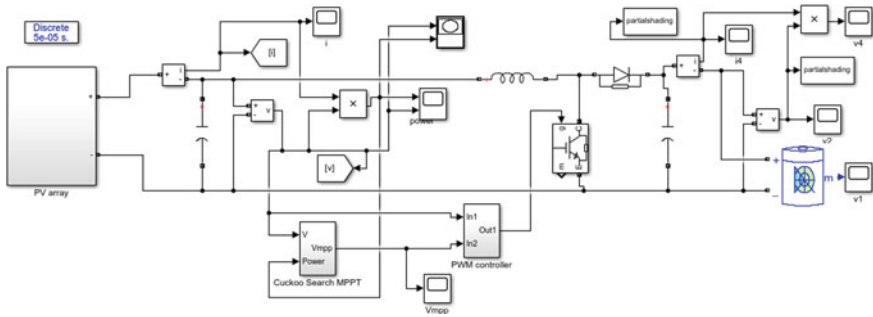 Discrete
5e-05 s.
i
[i]
partialshading
i4
v4
+
i
-
+
i
-
partialshading
PV array
+
-
+
-
v
×
×
power
[v]
g
C
m
E
+
-
v
v2
+
−
m
v1
V
Power
Vmpp
Cuckoo Search MPPT
In1
In2
Out1
PWM controller
Vmpp